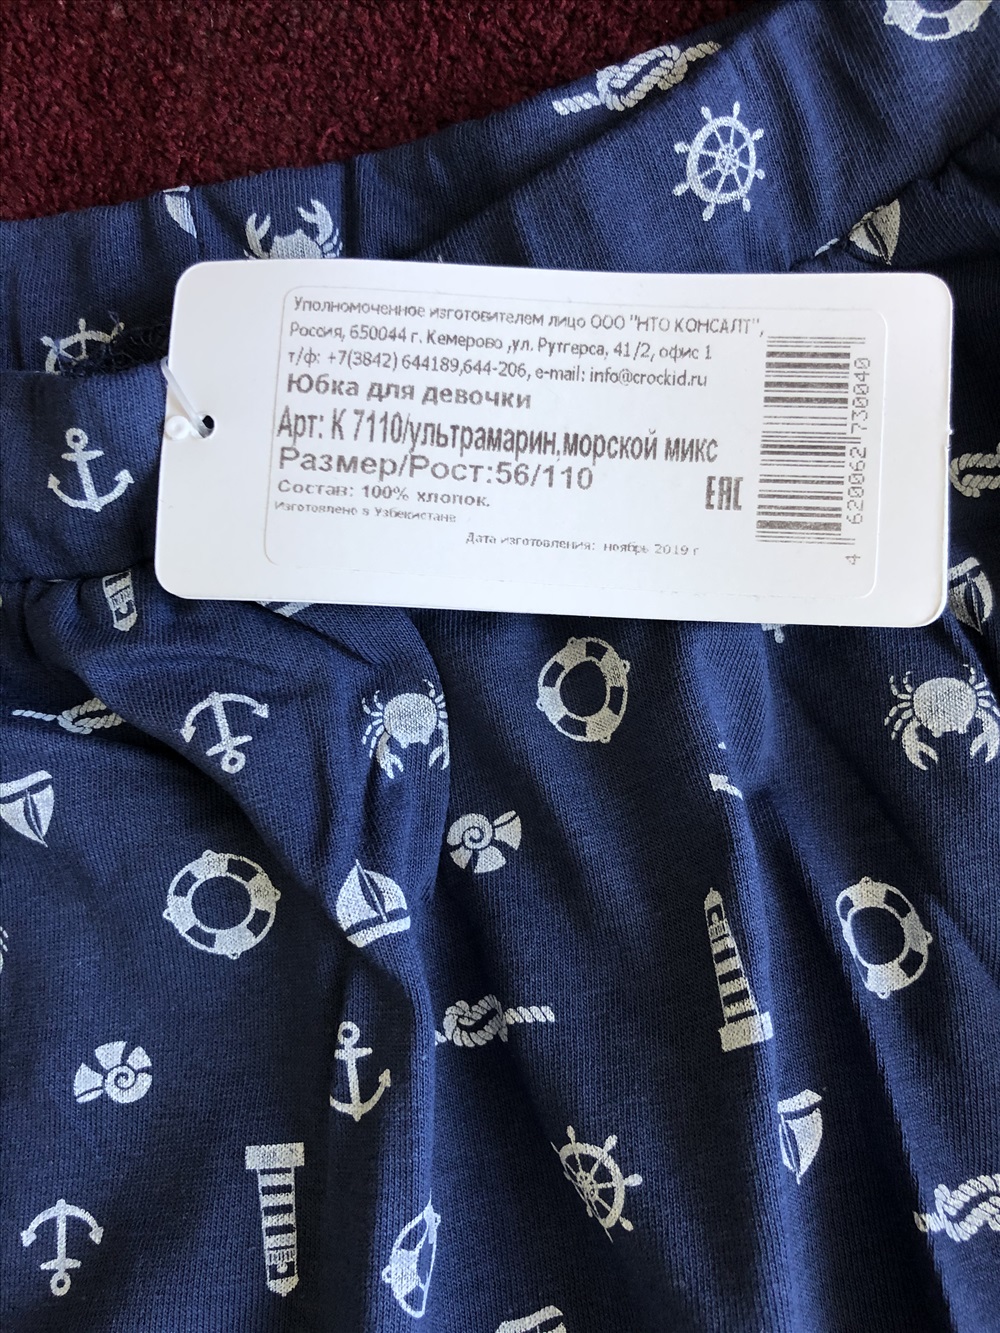 Уполномоченное изготовителем лицо ООО "НТО КОНСАЛТ",
Россия, 650044 г. Кемерово ,ул. Рутгерса, 41/2, офис 1
т/ф: +7(3842) 644189,644-206, e-mail: info@crockid.ru
Юбка для девочки
Арт: К 7110/ультрамарин,морской микс
Размер/Рост:56/110
Состав: 100% хлопок.
Изготовлено в Узбекистане
Дата изготовления: ноябрь 2019 г
EAC
4 620062 730040